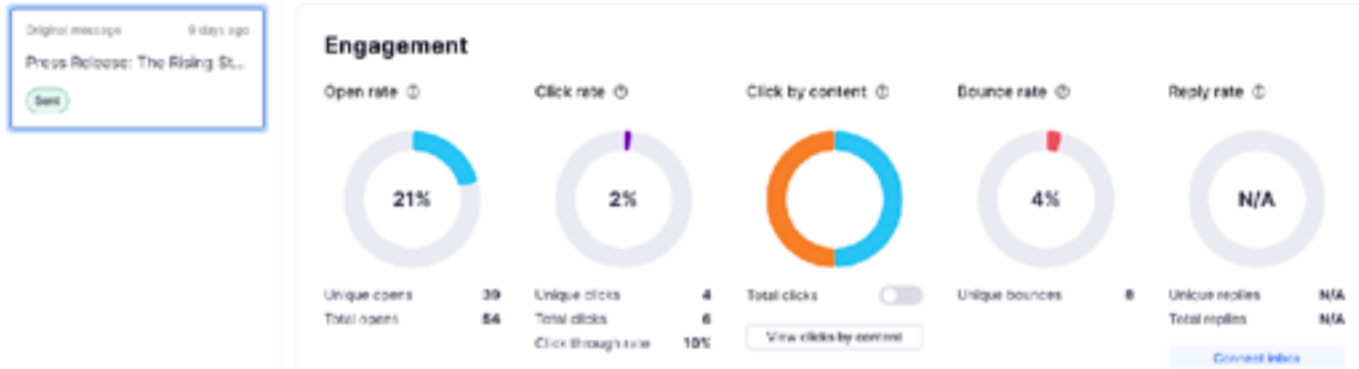 Original message 9 days ago
Press Release: The Rising St...
Sent
Engagement
Open rate
21%
Unique opens 39
Total opens 54
Click rate
2%
Unique clicks 4
Total clicks 6
Click through rate 10%
Click by content
Total clicks
View clicks by content
Bounce rate
4%
Unique bounces 8
Reply rate
N/A
Unique replies N/A
Total replies N/A
Connect inbox